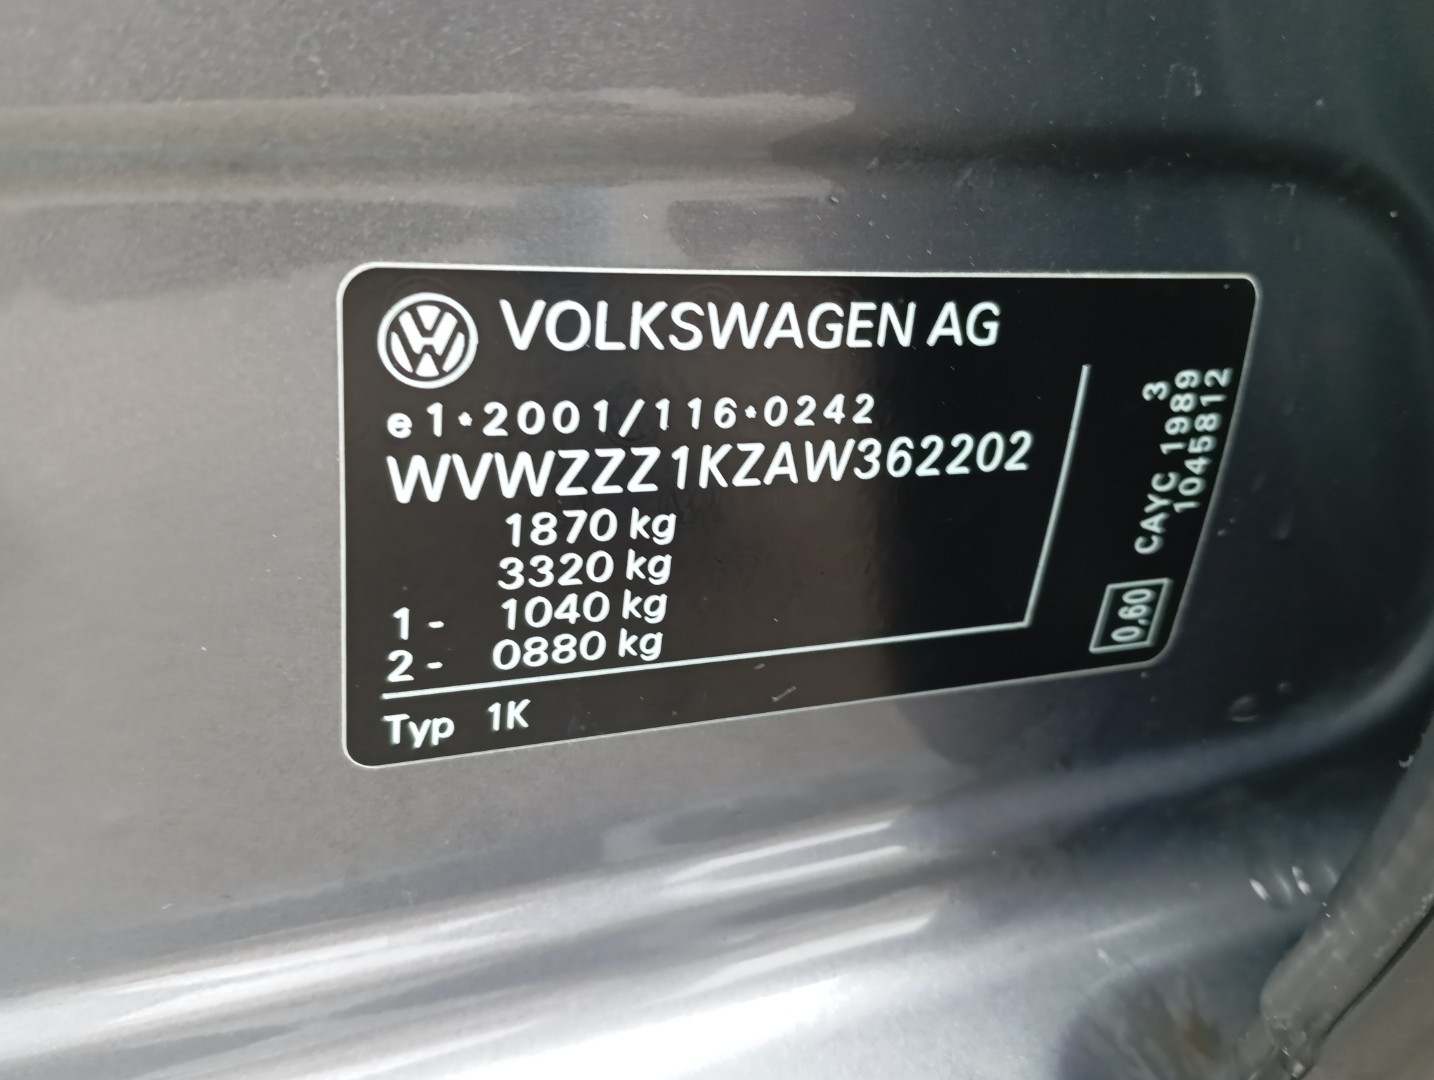 VOLKSWAGEN AG
e1*2001/116*0242
WVWZZZ1KZAW362202
1870 kg
3320 kg
1 - 1040 kg
2 - 0880 kg
Typ 1K
CAYC 1989 3
1045812
0,60